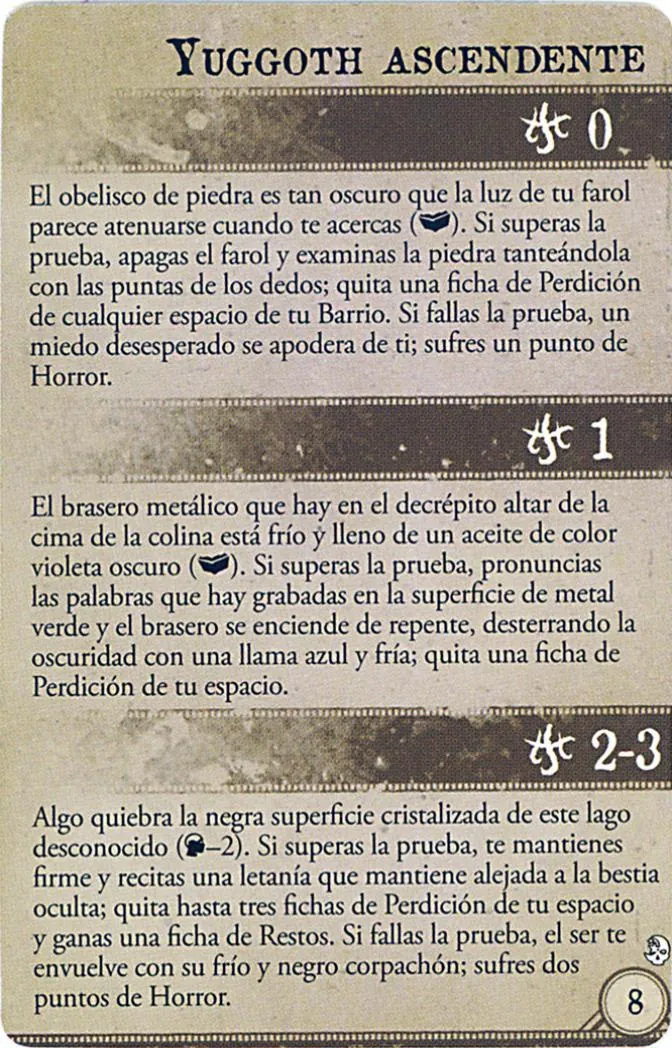 Yuggoth ascendente
0
El obelisco de piedra es tan oscuro que la luz de tu farol
parece atenuarse cuando te acercas (). Si superas la
prueba, apagas el farol y examinas la piedra tanteándola
con las puntas de los dedos; quita una ficha de Perdición
de cualquier espacio de tu Barrio. Si fallas la prueba, un
miedo desesperado se apodera de ti; sufres un punto de
Horror.
1
El brasero metálico que hay en el decrépito altar de la
cima de la colina está frío y lleno de un aceite de color
violeta oscuro (). Si superas la prueba, pronuncias
las palabras que hay grabadas en la superficie de metal
verde y el brasero se enciende de repente, desterrando la
oscuridad con una llama azul y fría; quita una ficha de
Perdición de tu espacio.
2-3
Algo quiebra la negra superficie cristalizada de este lago
desconocido (–2). Si superas la prueba, te mantienes
firme y recitas una letanía que mantiene alejada a la bestia
oculta; quita hasta tres fichas de Perdición de tu espacio
y ganas una ficha de Restos. Si fallas la prueba, el ser te
envuelve con su frío y negro corpachón; sufres dos
puntos de Horror.
8